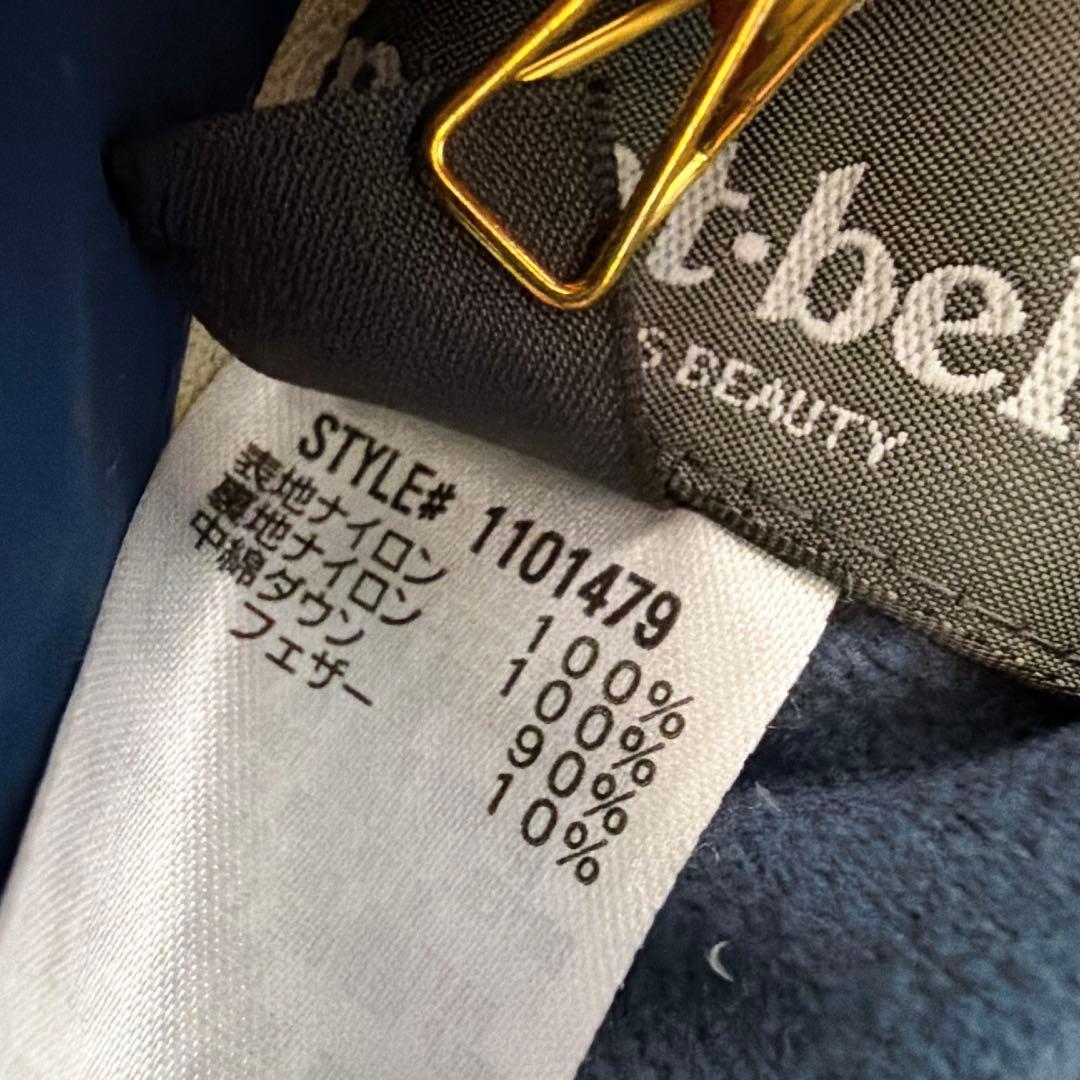 t·bel
S BEAUTY
STYLE# 1101479
表地ナイロン 100%
裏地ナイロン 100%
中綿ダウン 90%
フェザー 10%